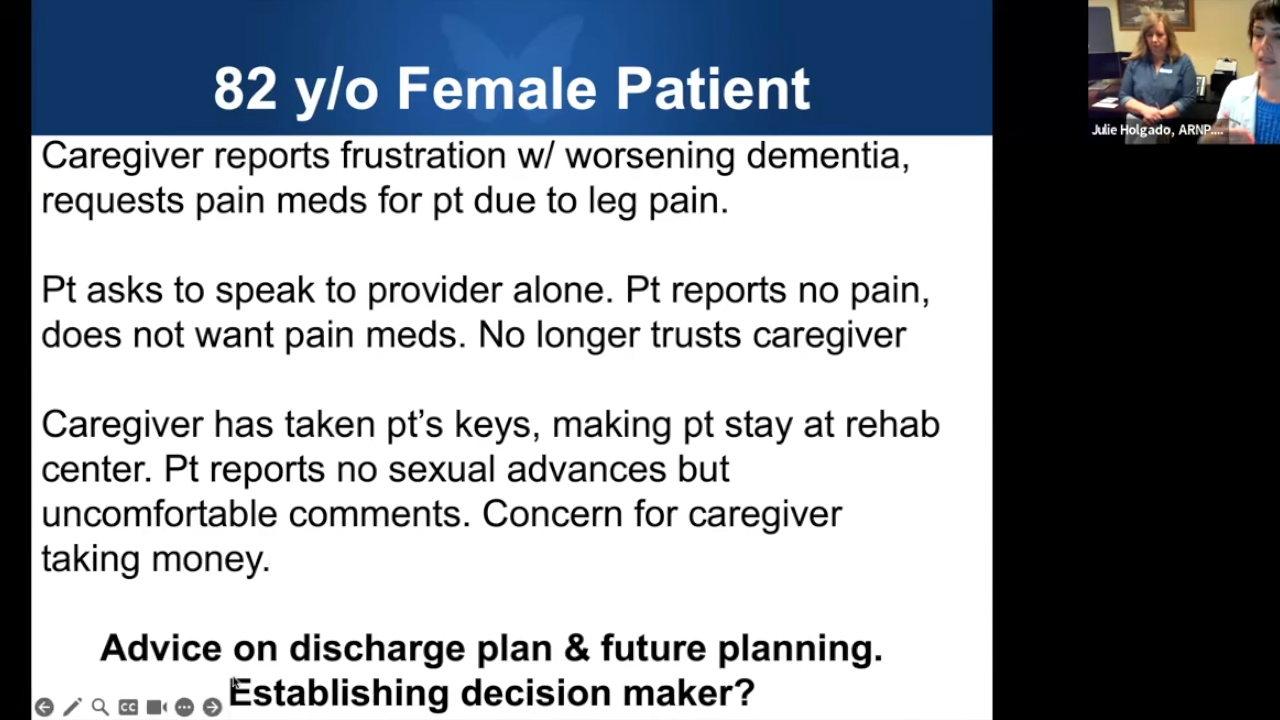 82 y/o Female Patient
Caregiver reports frustration w/ worsening dementia,
requests pain meds for pt due to leg pain.
Pt asks to speak to provider alone. Pt reports no pain,
does not want pain meds. No longer trusts caregiver
Caregiver has taken pt’s keys, making pt stay at rehab
center. Pt reports no sexual advances but
uncomfortable comments. Concern for caregiver
taking money.
Advice on discharge plan & future planning.
Establishing decision maker?
CC
Julie Holgado, ARNP....